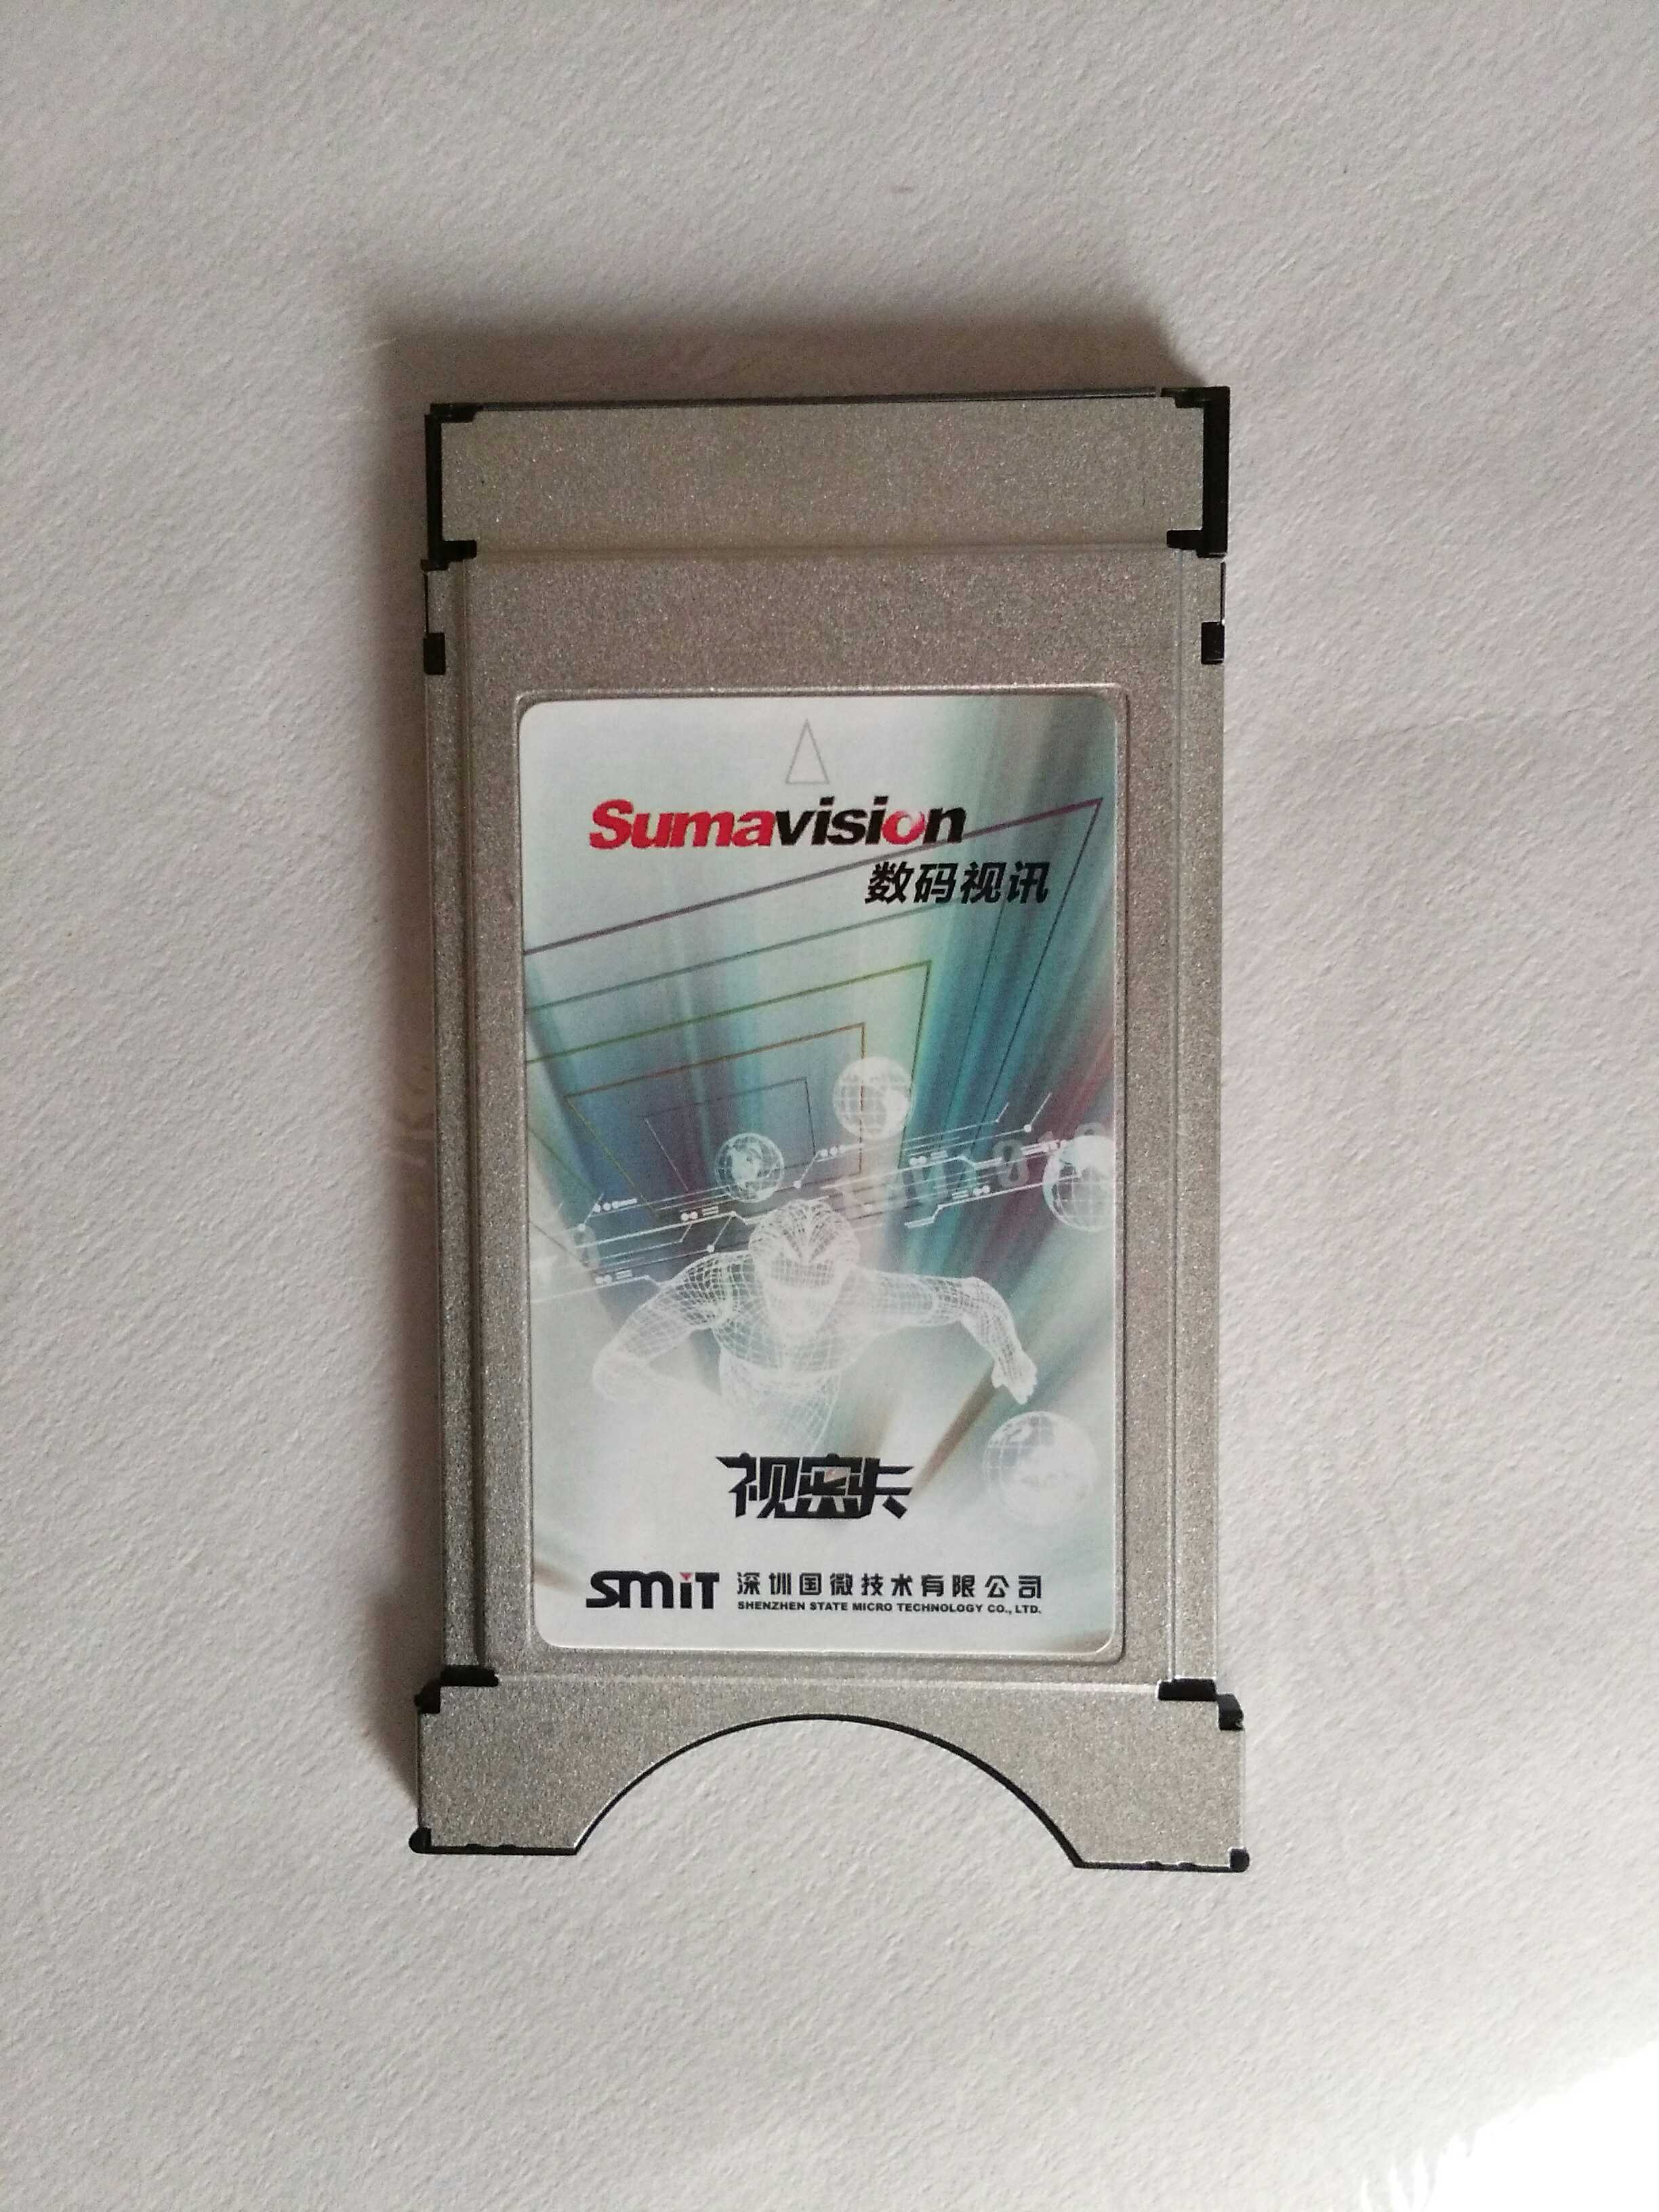 Sumavision
数码视讯
视密卡
SMiT 深圳国微技术有限公司
SHENZHEN STATE MICRO TECHNOLOGY CO., LTD.